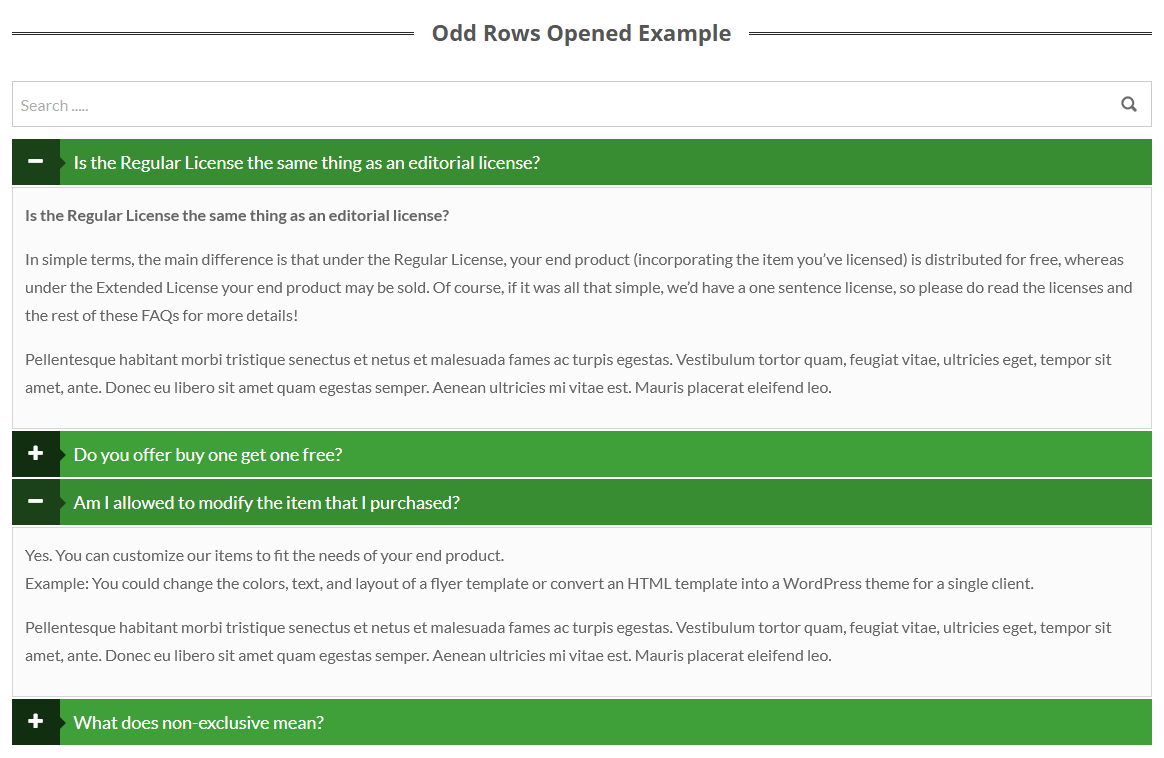 Odd Rows Opened Example
Search .....
Is the Regular License the same thing as an editorial license?
Is the Regular License the same thing as an editorial license?
In simple terms, the main difference is that under the Regular License, your end product (incorporating the item you’ve licensed) is distributed for free, whereas
under the Extended License your end product may be sold. Of course, if it was all that simple, we’d have a one sentence license, so please do read the licenses and
the rest of these FAQs for more details!
Pellentesque habitant morbi tristique senectus et netus et malesuada fames ac turpis egestas. Vestibulum tortor quam, feugiat vitae, ultricies eget, tempor sit
amet, ante. Donec eu libero sit amet quam egestas semper. Aenean ultricies mi vitae est. Mauris placerat eleifend leo.
Do you offer buy one get one free?
Am I allowed to modify the item that I purchased?
Yes. You can customize our items to fit the needs of your end product.
Example: You could change the colors, text, and layout of a flyer template or convert an HTML template into a WordPress theme for a single client.
Pellentesque habitant morbi tristique senectus et netus et malesuada fames ac turpis egestas. Vestibulum tortor quam, feugiat vitae, ultricies eget, tempor sit
amet, ante. Donec eu libero sit amet quam egestas semper. Aenean ultricies mi vitae est. Mauris placerat eleifend leo.
What does non-exclusive mean?